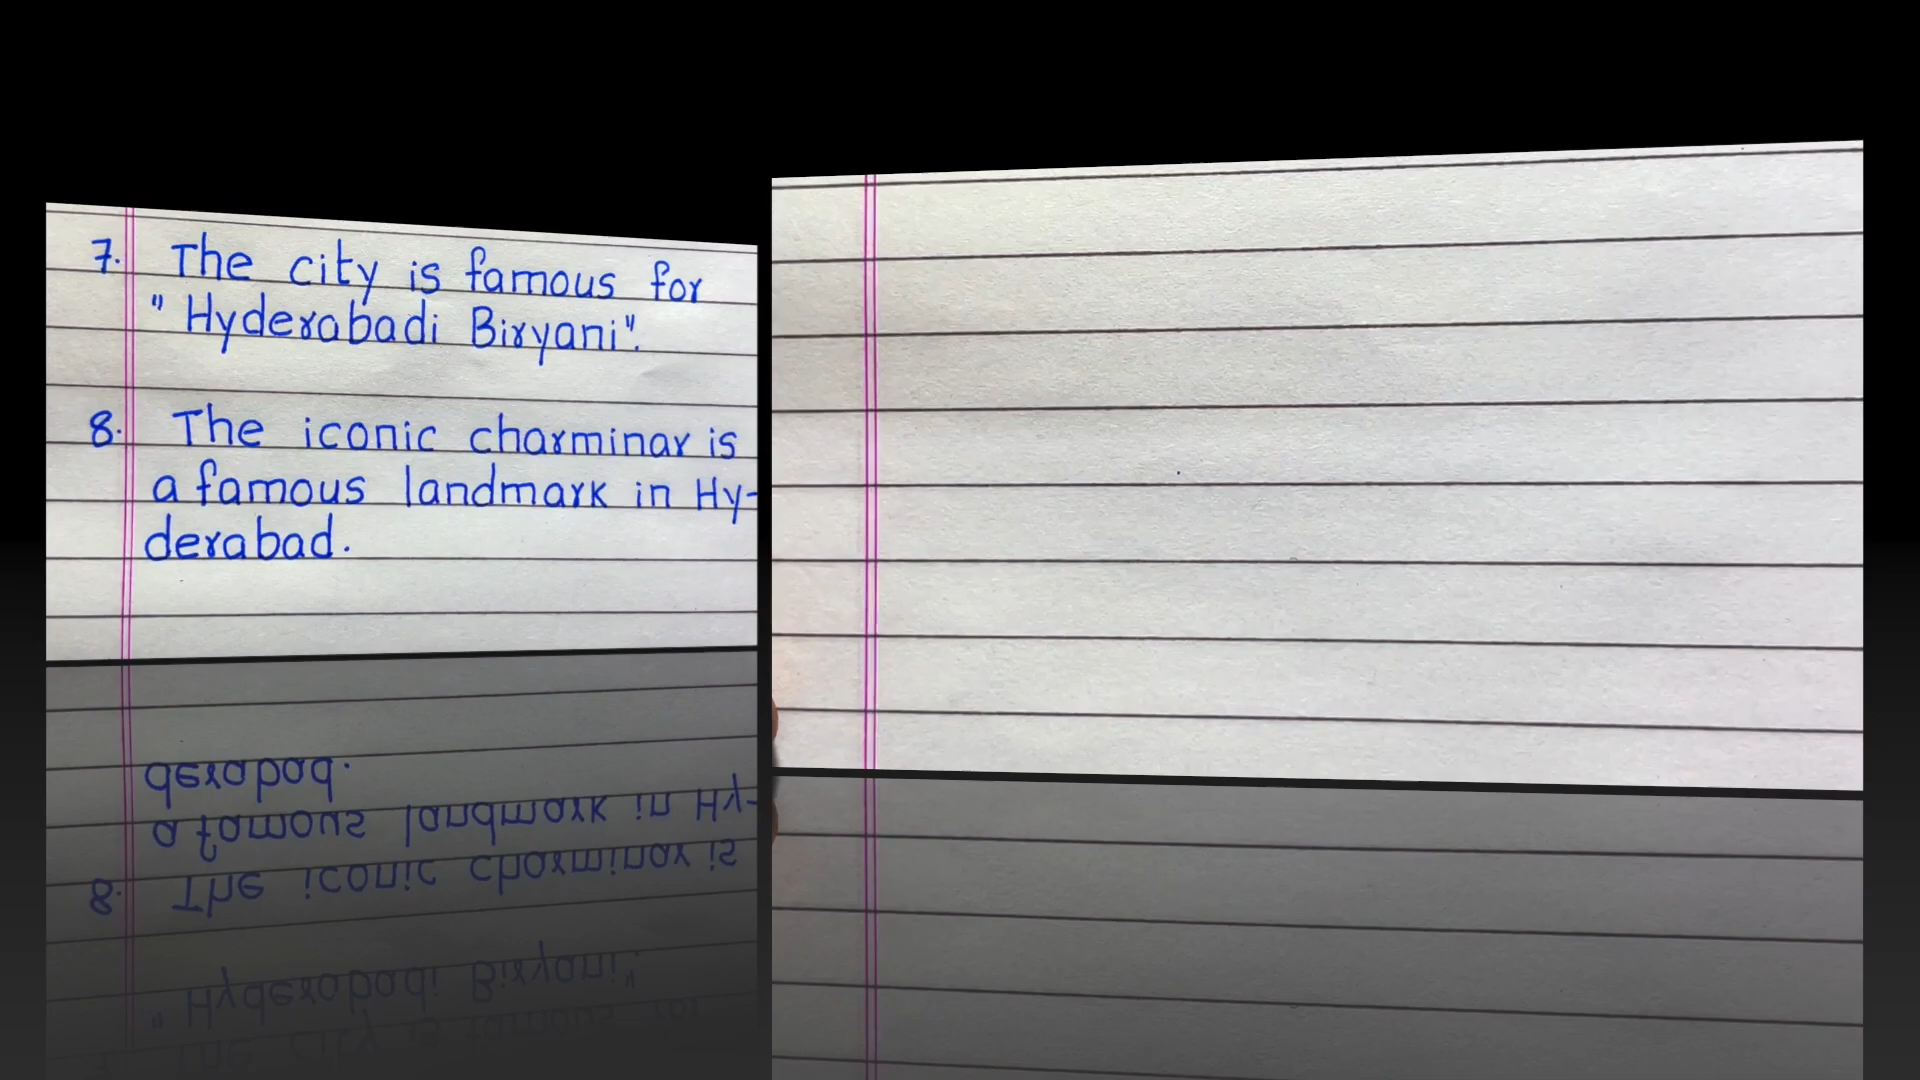 7. The city is famous for
"Hyderabadi Biryani".
8. The iconic charminar is
a famous landmark in Hy-
derabad.